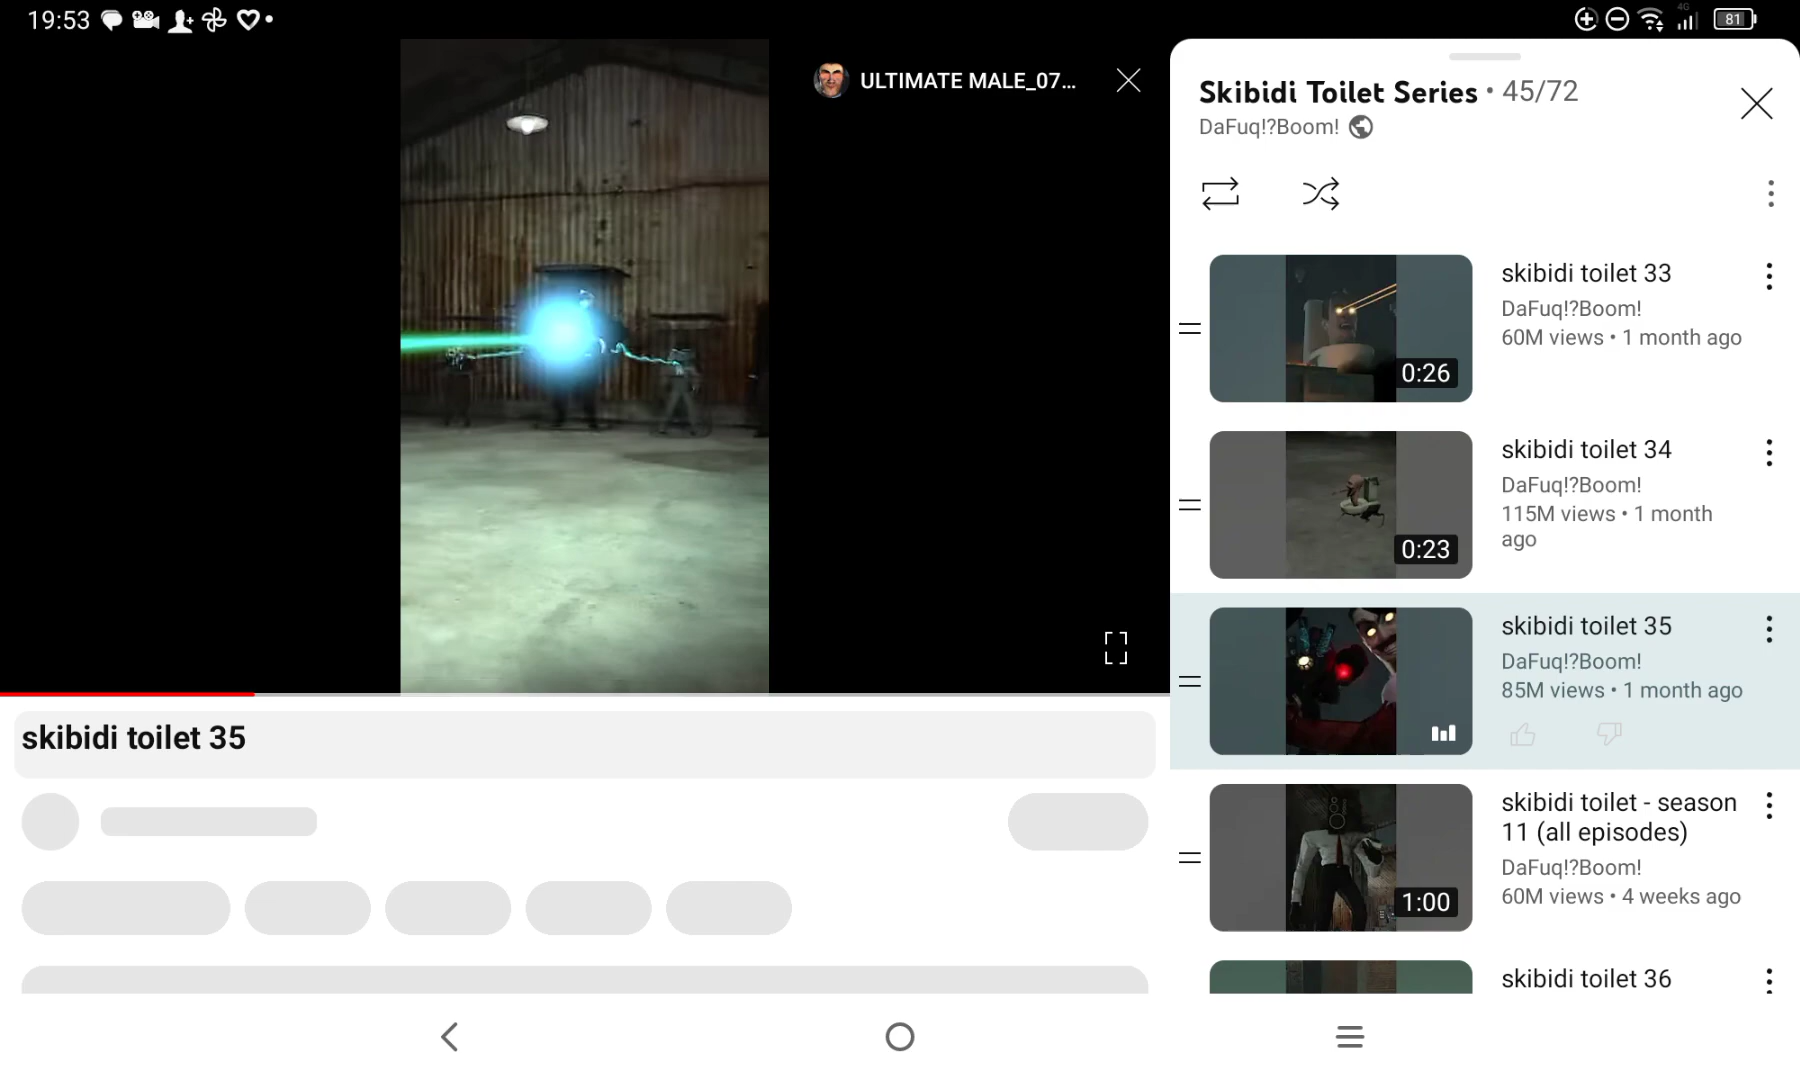 19:53
4G
81
ULTIMATE MALE_07...
Skibidi Toilet Series • 45/72
DaFuq!?Boom!
skibidi toilet 33
DaFuq!?Boom!
60M views • 1 month ago
0:26
skibidi toilet 34
DaFuq!?Boom!
115M views • 1 month
ago
0:23
skibidi toilet 35
DaFuq!?Boom!
85M views • 1 month ago
skibidi toilet 35
skibidi toilet - season
11 (all episodes)
DaFuq!?Boom!
60M views • 4 weeks ago
1:00
skibidi toilet 36